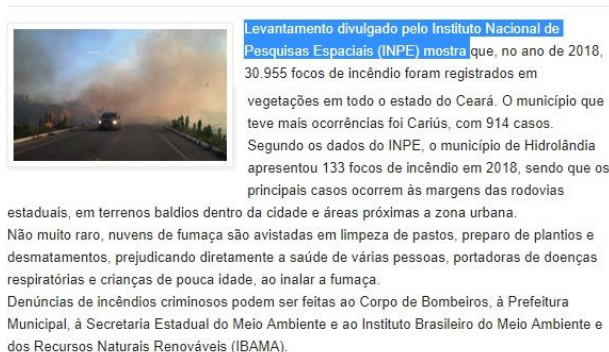 Levantamento divulgado pelo Instituto Nacional de
Pesquisas Espaciais (INPE) mostra que, no ano de 2018,
30.955 focos de incêndio foram registrados em
vegetações em todo o estado do Ceará. O município que
teve mais ocorrências foi Cariús, com 914 casos.
Segundo os dados do INPE, o município de Hidrolândia
apresentou 133 focos de incêndio em 2018, sendo que os
principais casos ocorrem às margens das rodovias
estaduais, em terrenos baldios dentro da cidade e áreas próximas a zona urbana.
Não muito raro, nuvens de fumaça são avistadas em limpeza de pastos, preparo de plantios e
desmatamentos, prejudicando diretamente a saúde de várias pessoas, portadoras de doenças
respiratórias e crianças de pouca idade, ao inalar a fumaça.
Denúncias de incêndios criminosos podem ser feitas ao Corpo de Bombeiros, à Prefeitura
Municipal, à Secretaria Estadual do Meio Ambiente e ao Instituto Brasileiro do Meio Ambiente e
dos Recursos Naturais Renováveis (IBAMA).